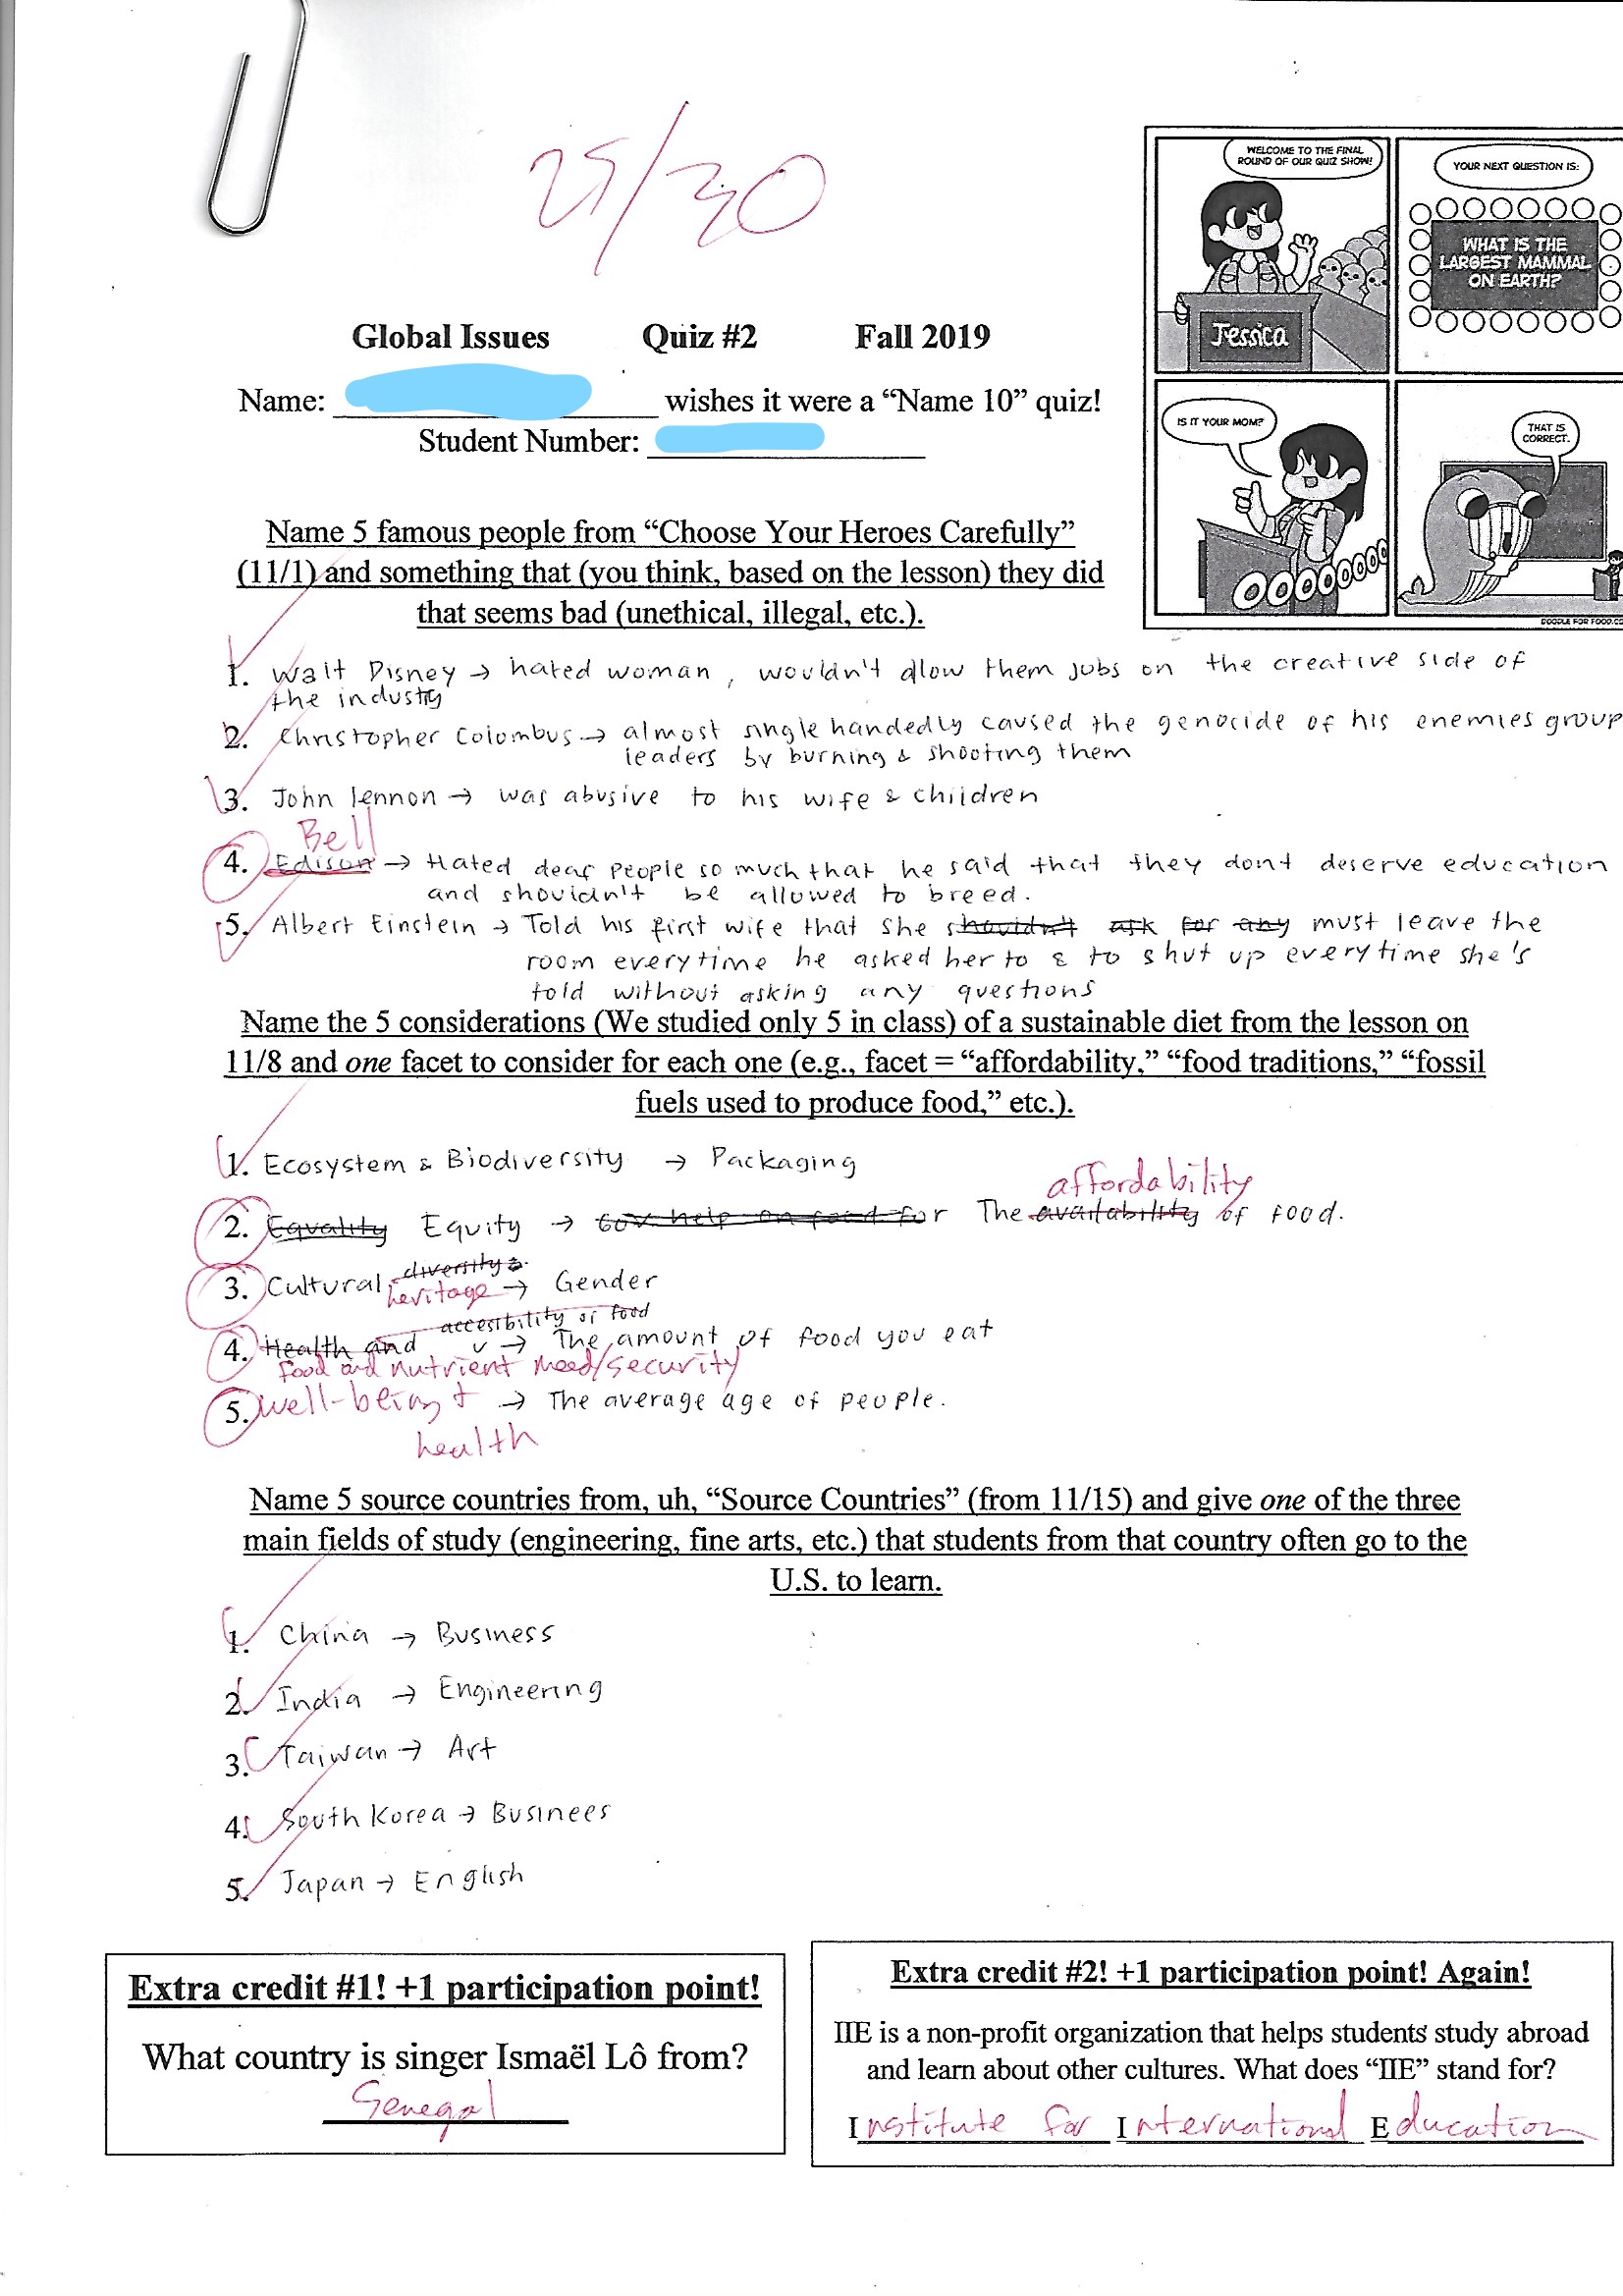 25/30
WELCOME TO THE FINAL
ROUND OF OUR QUIZ SHOW!
Jessica
YOUR NEXT QUESTION IS:
WHAT IS THE
LARGEST MAMMAL
ON EARTH?
IS IT YOUR MOM?
OOOOOOOOO
THAT IS
CORRECT.
DOODLE FOR FOOD.CO
Global Issues Quiz #2 Fall 2019
Name: wishes it were a “Name 10” quiz!
Student Number:
Name 5 famous people from “Choose Your Heroes Carefully”
(11/1) and something that (you think, based on the lesson) they did
that seems bad (unethical, illegal, etc.).
1. Walt Disney → hated woman, wouldn't allow them jobs on the creative side of
the industry
2. Christopher Colombus → almost single handedly caused the genocide of his enemies group
leaders by burning & shooting them
3. John lennon → was abusive to his wife & children
Bell
4. Edison → Hated deaf people so much that he said that they dont deserve education
and shouldn't be allowed to breed.
5. Albert Einstein → Told his first wife that she shouldn't ask for any must leave the
room everytime he asked her to & to shut up everytime she's
told without asking any questions
Name the 5 considerations (We studied only 5 in class) of a sustainable diet from the lesson on
11/8 and one facet to consider for each one (e.g., facet = “affordability,” “food traditions,” “fossil
fuels used to produce food,” etc.).
1. Ecosystem & Biodiversity → Packaging
affordability
2. Equality Equity → Gov help on food for The availability of food.
diversity &
3. Cultural heritage → Gender
accesibility of food
4. Health and → The amount of food you eat
food and nutrient need/security
5. well-being + → The average age of people.
health
Name 5 source countries from, uh, “Source Countries” (from 11/15) and give one of the three
main fields of study (engineering, fine arts, etc.) that students from that country often go to the
U.S. to learn.
1. China → Business
2. India → Engineering
3. Taiwan → Art
4. South Korea → Businees
5. Japan → English
Extra credit #1! +1 participation point!
What country is singer Ismaël Lô from?
Senegal
Extra credit #2! +1 participation point! Again!
IIE is a non-profit organization that helps students study abroad
and learn about other cultures. What does “IIE” stand for?
Institute for International Education